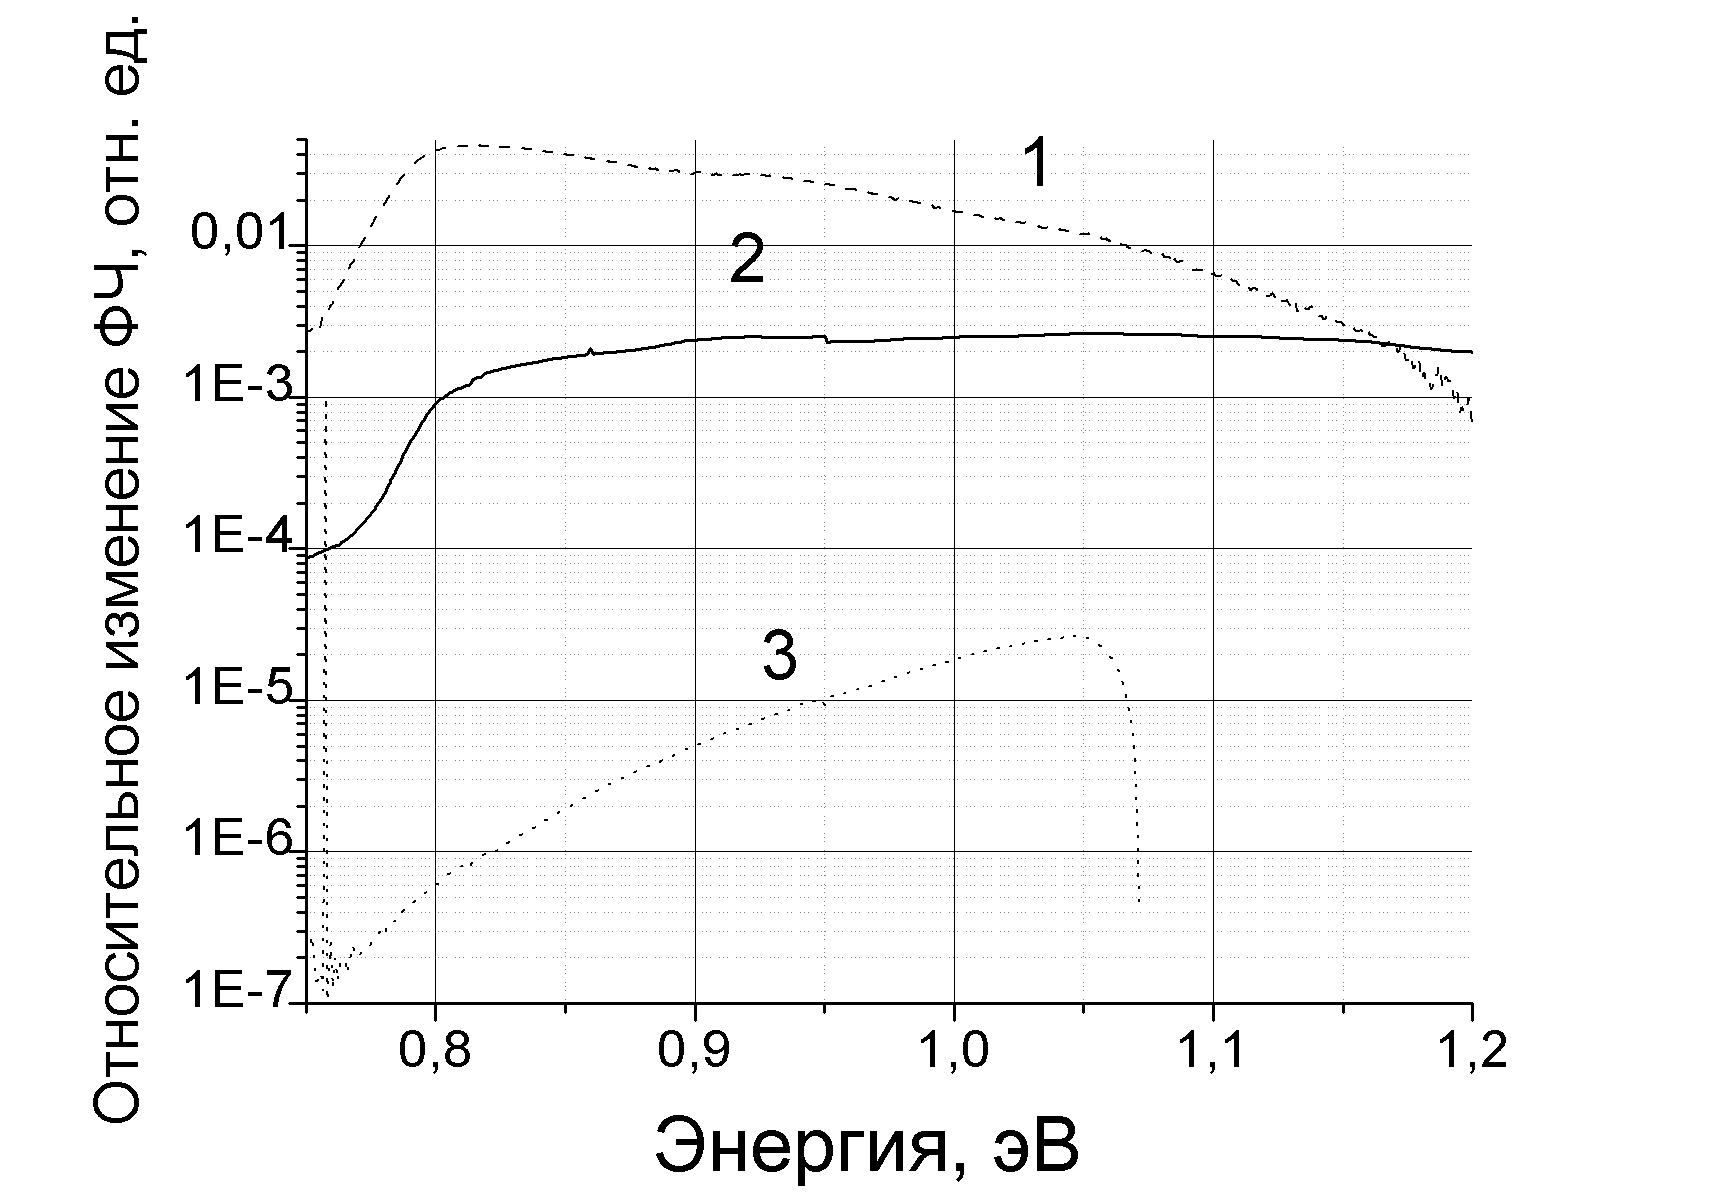 Относительное изменение ФЧ, отн. ед.
1
0,01
2
1E-3
1E-4
3
1E-5
1E-6
1E-7
0,8 0,9 1,0 1,1 1,2
Энергия, эВ